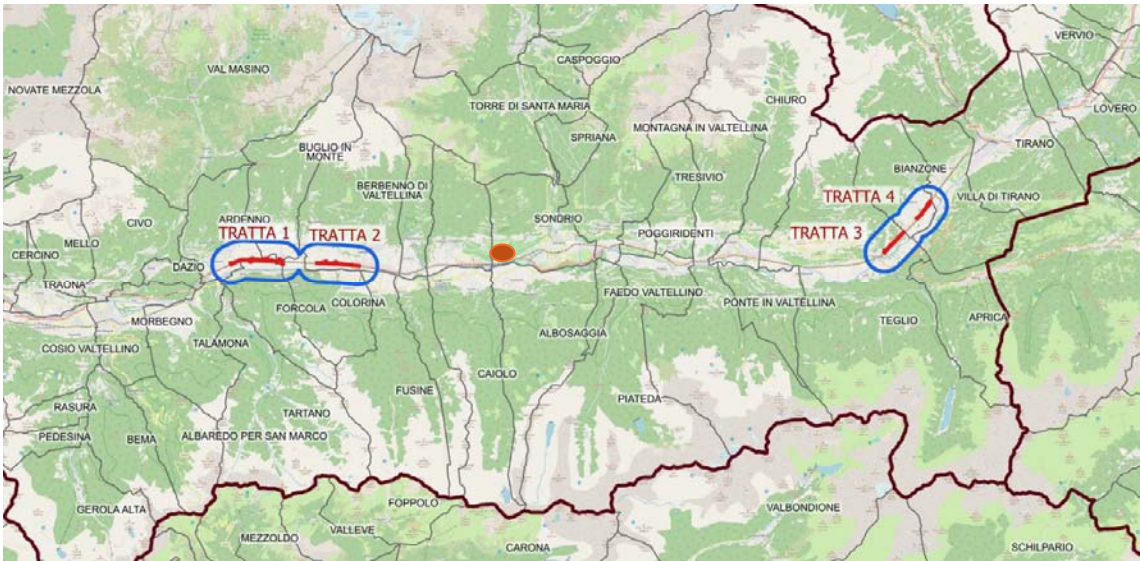 VERVIO
CASPOGGIO
VAL MASINO
NOVATE MEZZOLA
CHIURO
TORRE DI SANTA MARIA
LOVERO
MONTAGNA IN VALTELLINA
SPRIANA
TIRANO
BUGLIO IN
MONTE
BIANZONE
TRESIVIO
BERBENNO DI
VALTELLINA
TRATTA 4
VILLA DI TIRANO
CIVO
ARDENNO
SONDRIO
TRATTA 1
TRATTA 2
TRATTA 3
POGGIRIDENTI
MELLO
CERCINO
DAZIO
TRAONA
FAEDO VALTELLINO
PONTE IN VALTELLINA
COLORINA
FORCOLA
MORBEGNO
APRICA
TEGLIO
ALBOSAGGIA
TALAMONA
COSIO VALTELLINO
CAIOLO
FUSINE
PIATEDA
RASURA
TARTANO
PEDESINA
BEMA
ALBAREDO PER SAN MARCO
FOPPOLO
GEROLA ALTA
VALBONDIONE
VALLEVE
MEZZOLDO
CARONA
SCHILPARIO